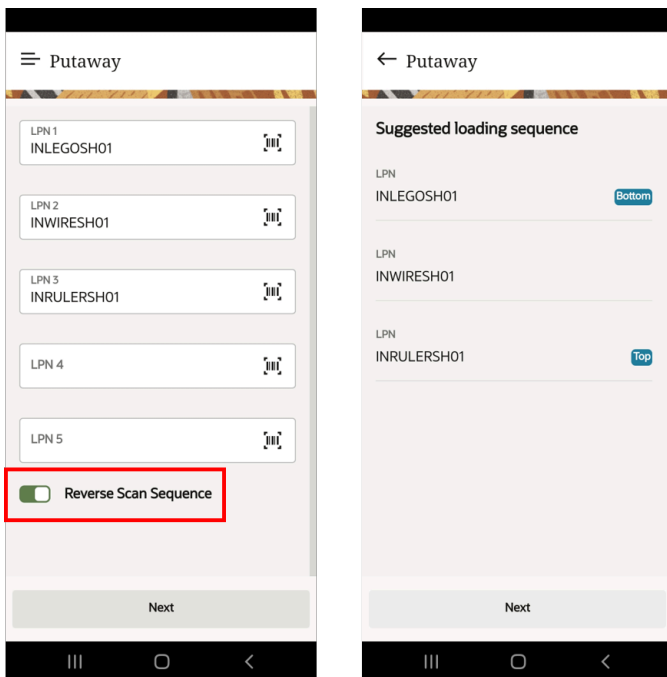 Putaway
LPN 1
INLEGOSH01
LPN 2
INWIRESH01
LPN 3
INRULERSH01
LPN 4
LPN 5
Reverse Scan Sequence
Next
Putaway
Suggested loading sequence
LPN
INLEGOSH01 Bottom
LPN
INWIRESH01
LPN
INRULERSH01 Top
Next